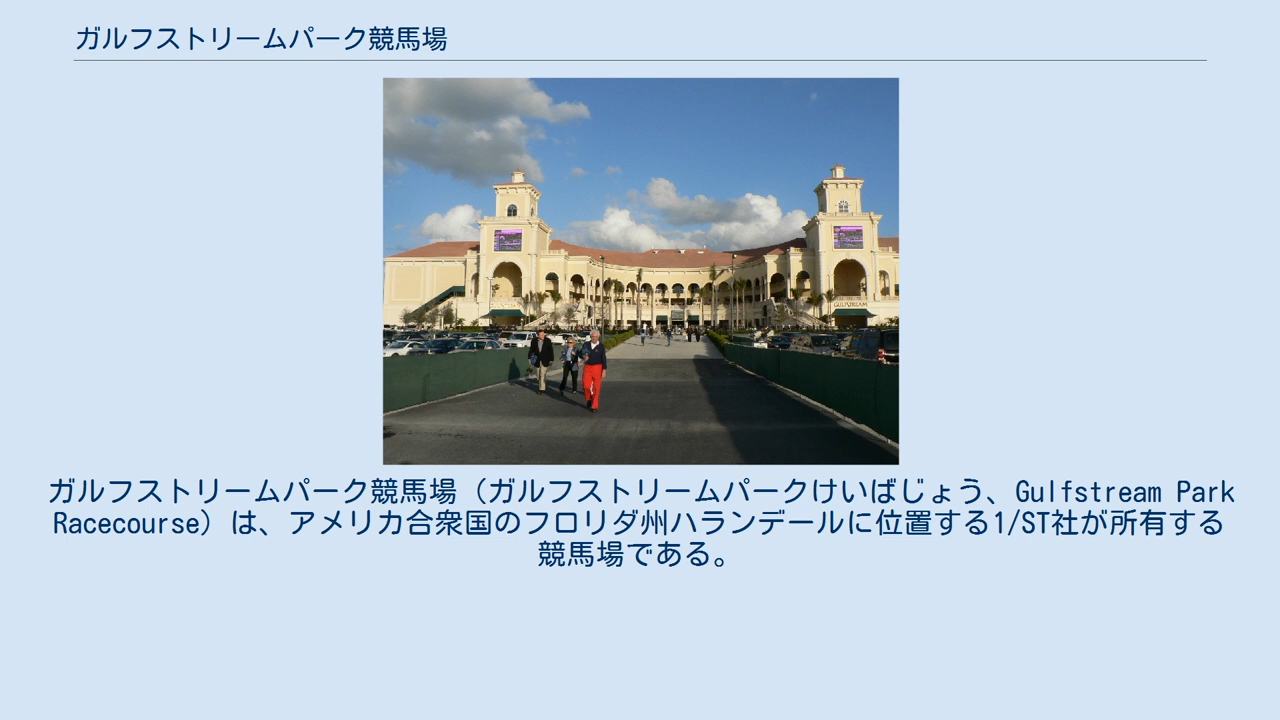 ガルフストリームパーク競馬場
GULFSTREAM
ガルフストリームパーク競馬場（ガルフストリームパークけいばじょう、Gulfstream Park
Racecourse）は、アメリカ合衆国のフロリダ州ハランデールに位置する1/ST社が所有する
競馬場である。